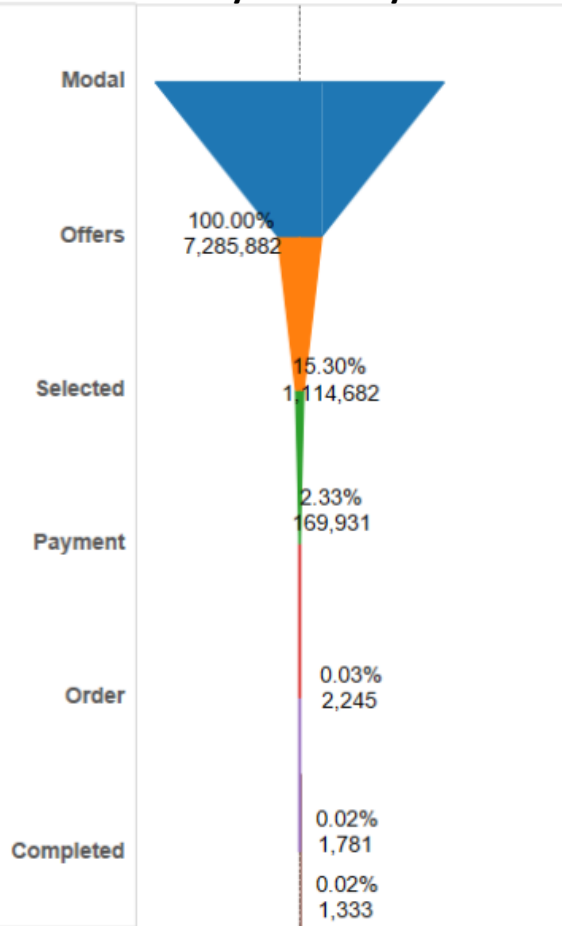 Modal
100.00%
Offers
7,285,882
15.30%
Selected
1,114,682
2.33%
169,931
Payment
0.03%
Order
2,245
0.02%
1,781
Completed
0.02%
1,333